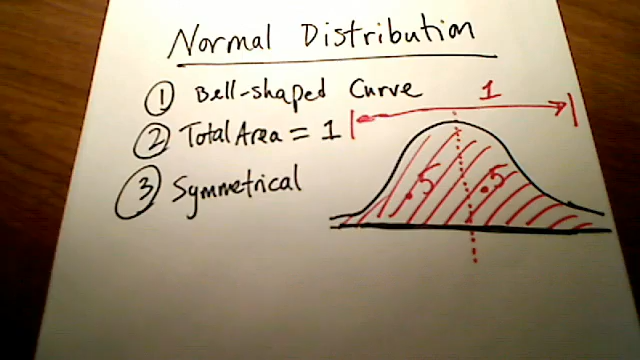 Normal Distribution
1 Bell-shaped Curve
2 Total Area = 1
3 Symmetrical
1
.5 .5